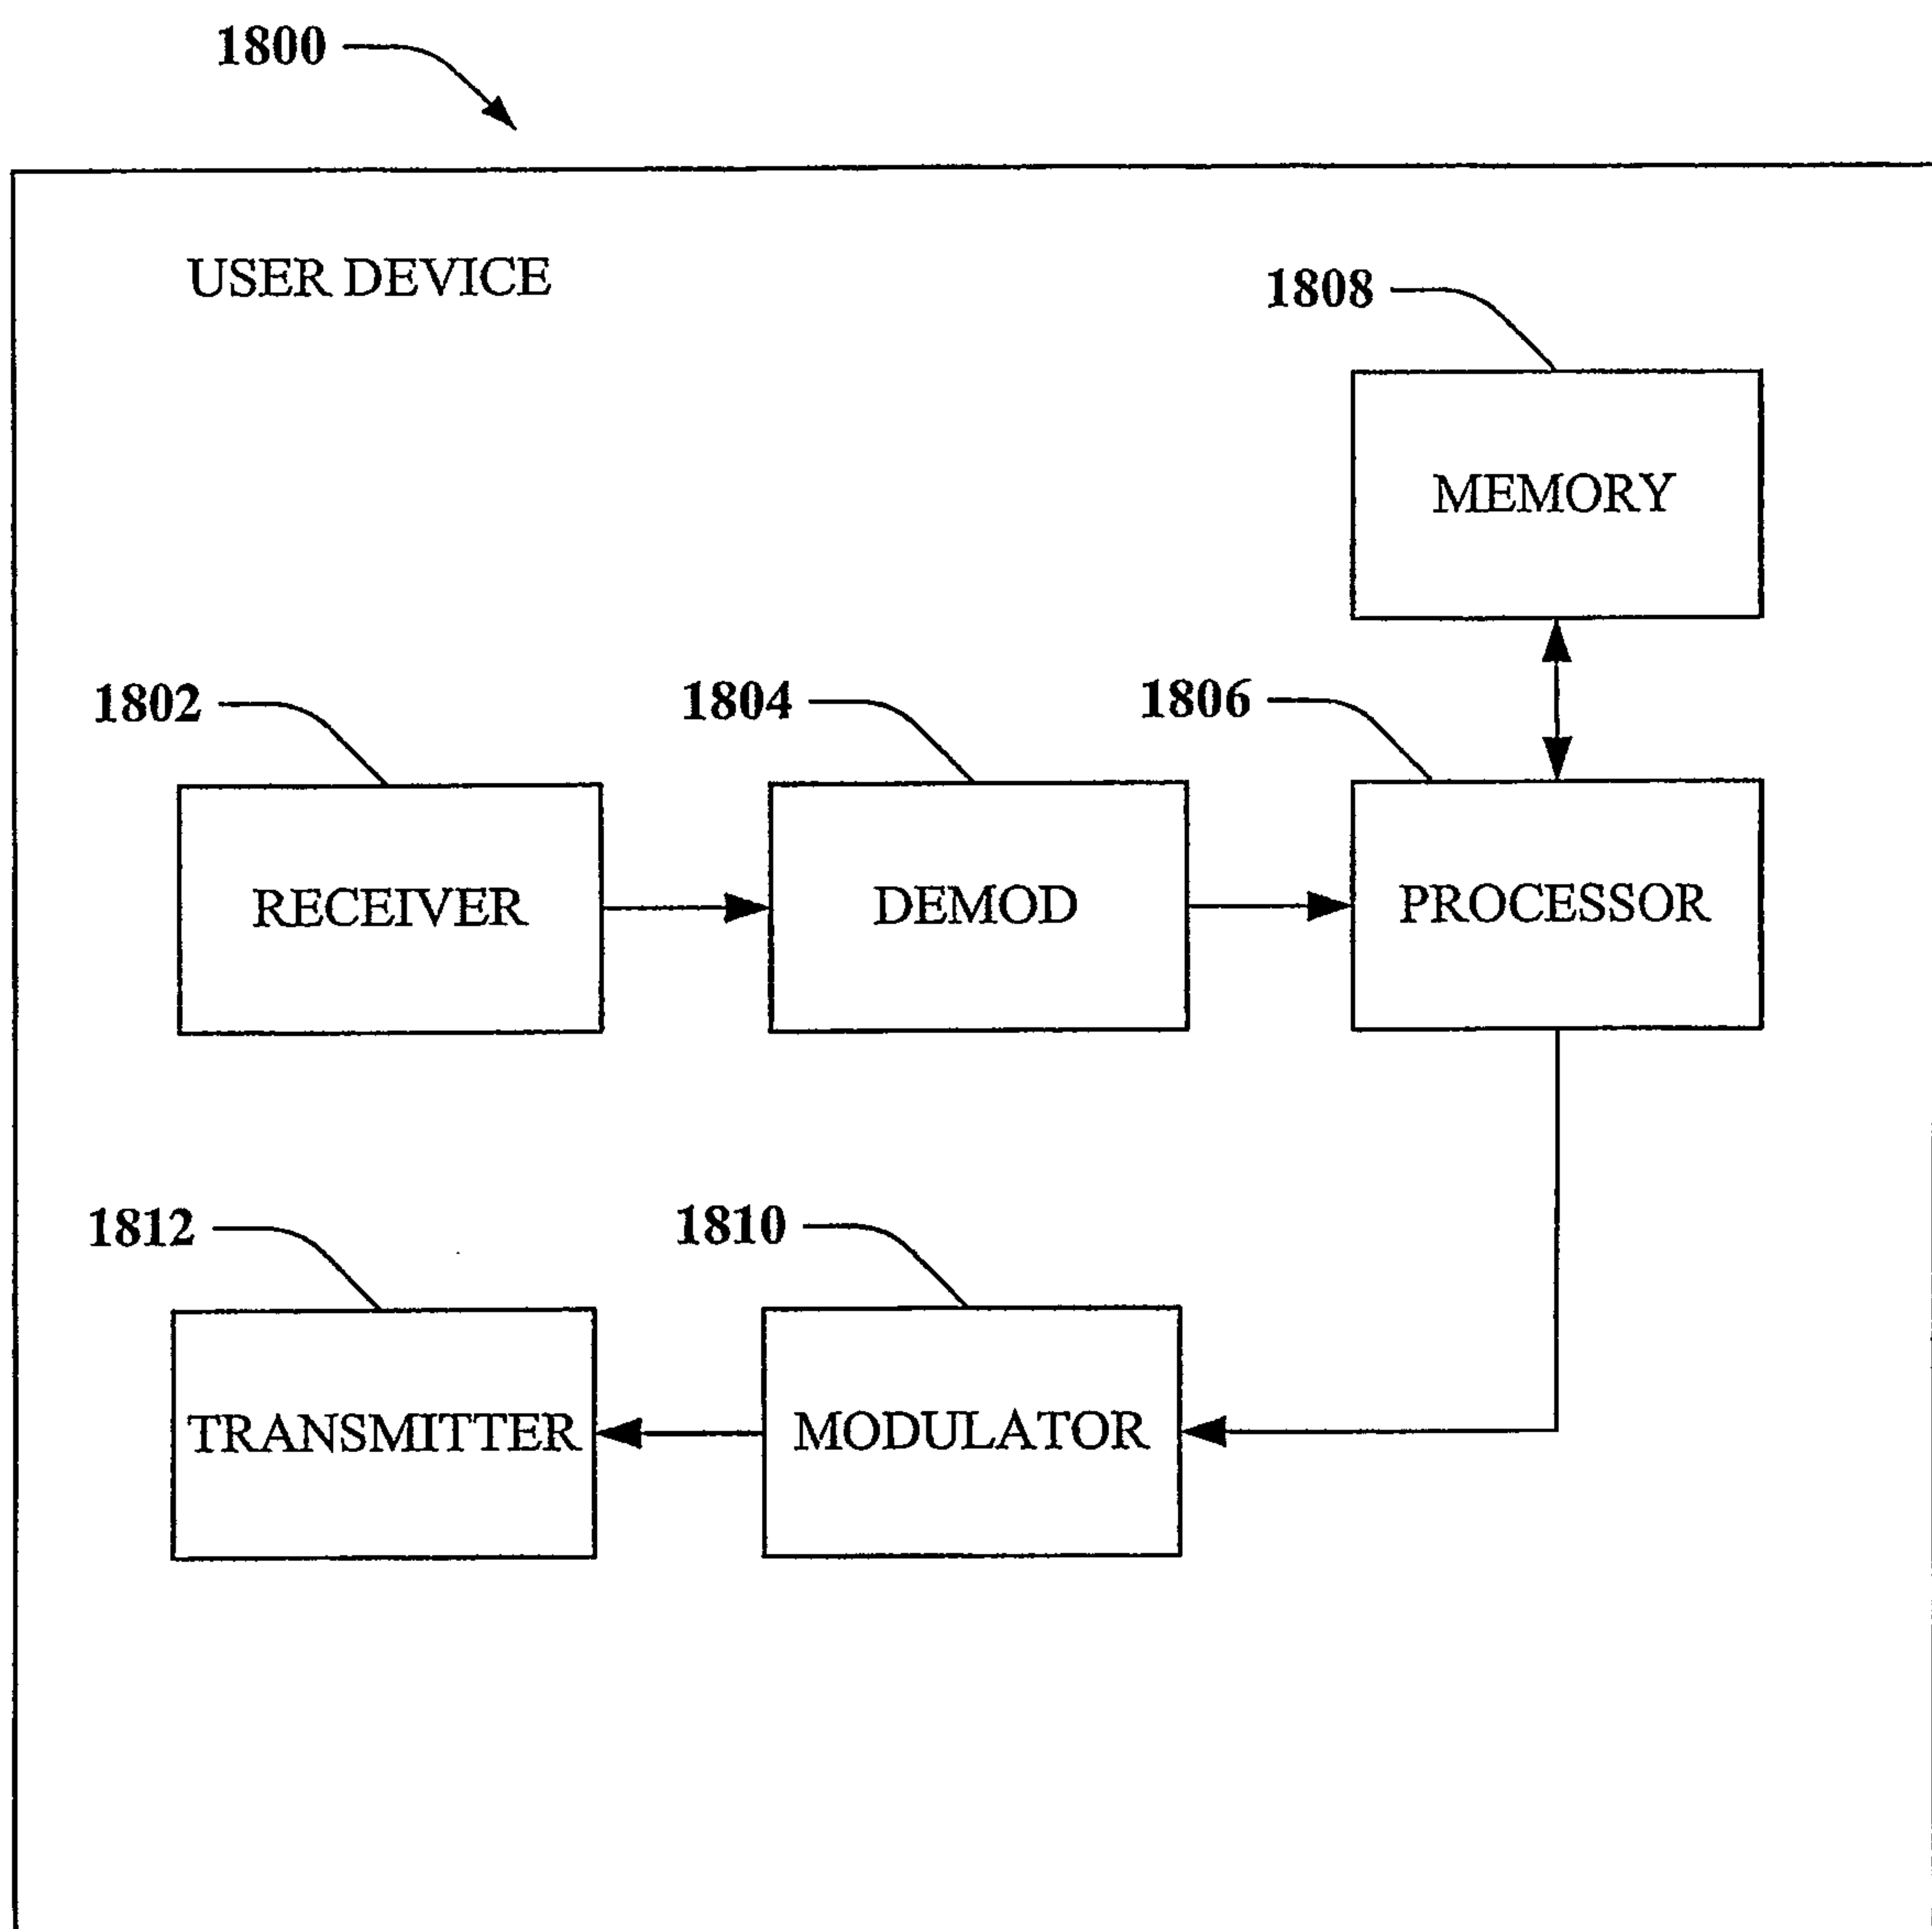 1800
USER DEVICE
1808
MEMORY
1802
1804
1806
RECEIVER
DEMOD
PROCESSOR
1812
1810
TRANSMITTER
MODULATOR